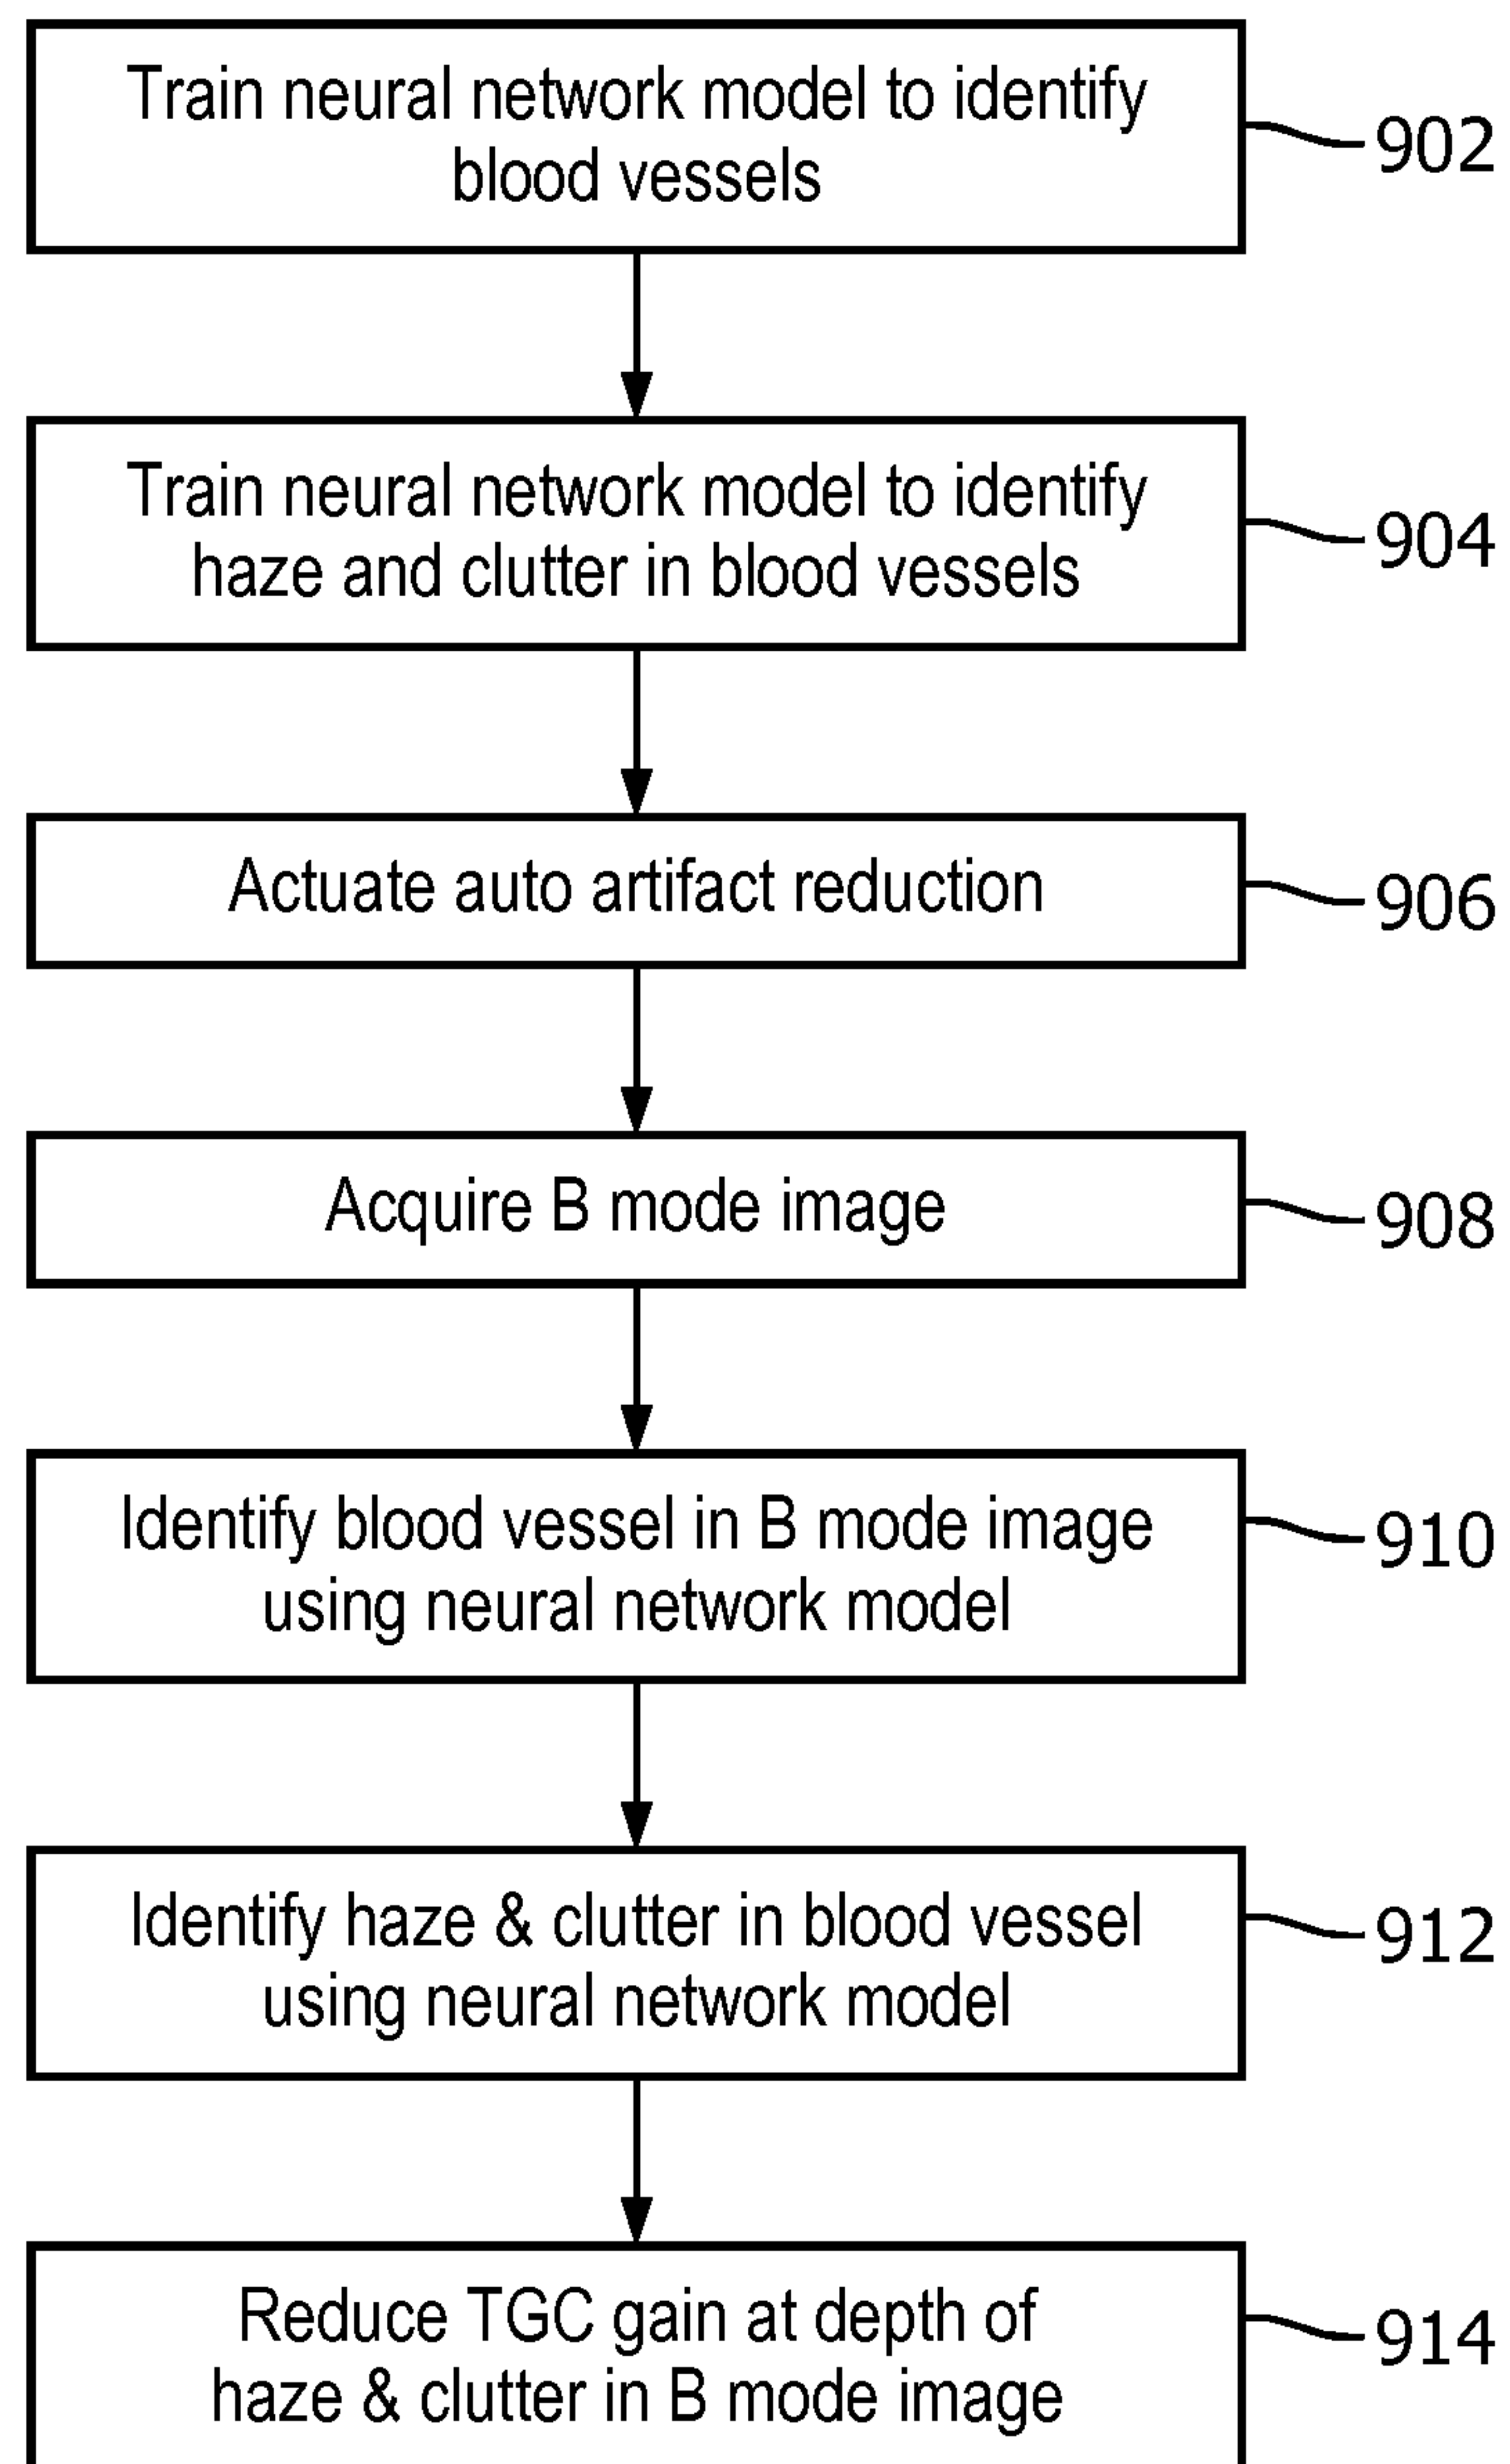 Train neural network model to identify
blood vessels
902
Train neural network model to identify
haze and clutter in blood vessels
904
Actuate auto artifact reduction
906
Acquire B mode image
908
Identify blood vessel in B mode image
using neural network model
910
Identify haze & clutter in blood vessel
using neural network model
912
Reduce TGC gain at depth of
haze & clutter in B mode image
914